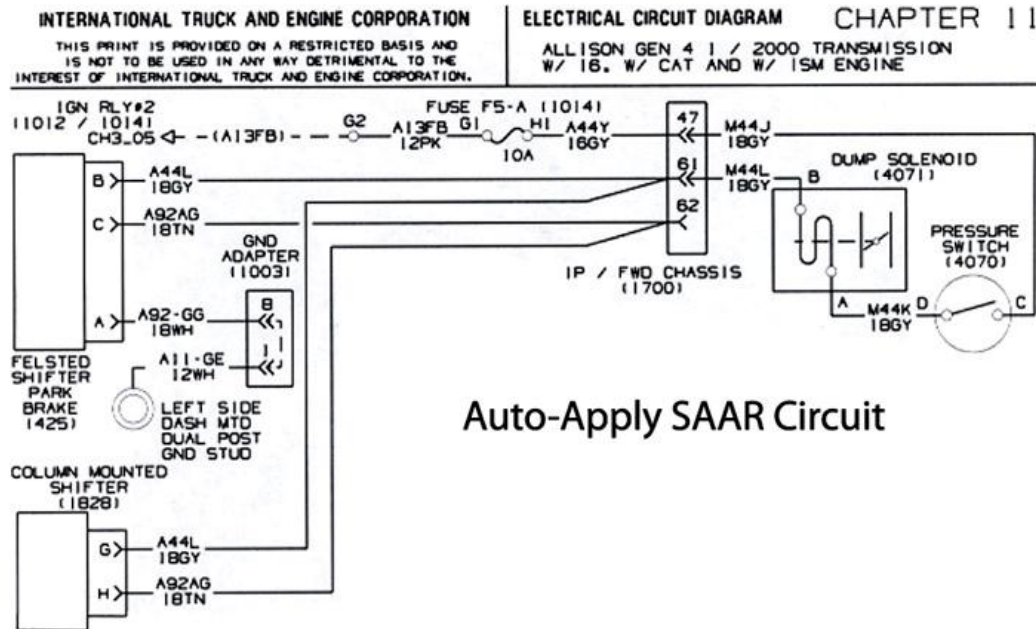 INTERNATIONAL TRUCK AND ENGINE CORPORATION
THIS PRINT IS PROVIDED ON A RESTRICTED BASIS AND
IS NOT TO BE USED IN ANY WAY DETRIMENTAL TO THE
INTEREST OF INTERNATIONAL TRUCK AND ENGINE CORPORATION.
ELECTRICAL CIRCUIT DIAGRAM
CHAPTER 11
ALLISON GEN 4 1 / 2000 TRANSMISSION
W/ I6. W/ CAT AND W/ ISM ENGINE
IGN RLY#2
(1012 / 1014)
CH3_05
(A13FB)
G2
A13FB
12PK
FUSE F5-A (1014)
G1
H1
10A
A44Y
16GY
47
M44J
18GY
B
A44L
18GY
61
M44L
18GY
C
A92AG
18TN
62
IP / FWD CHASSIS
(1700)
DUMP SOLENOID
(4071)
B
A
M44K
18GY
PRESSURE
SWITCH
(4070)
D
C
GND
ADAPTER
(1003)
8
1
A
A92-GG
18WH
A11-GE
12WH
FELSTED
SHIFTER
PARK
BRAKE
(425)
LEFT SIDE
DASH MTD
DUAL POST
GND STUD
Auto-Apply SAAR Circuit
COLUMN MOUNTED
SHIFTER
(1828)
G
A44L
18GY
H
A92AG
18TN